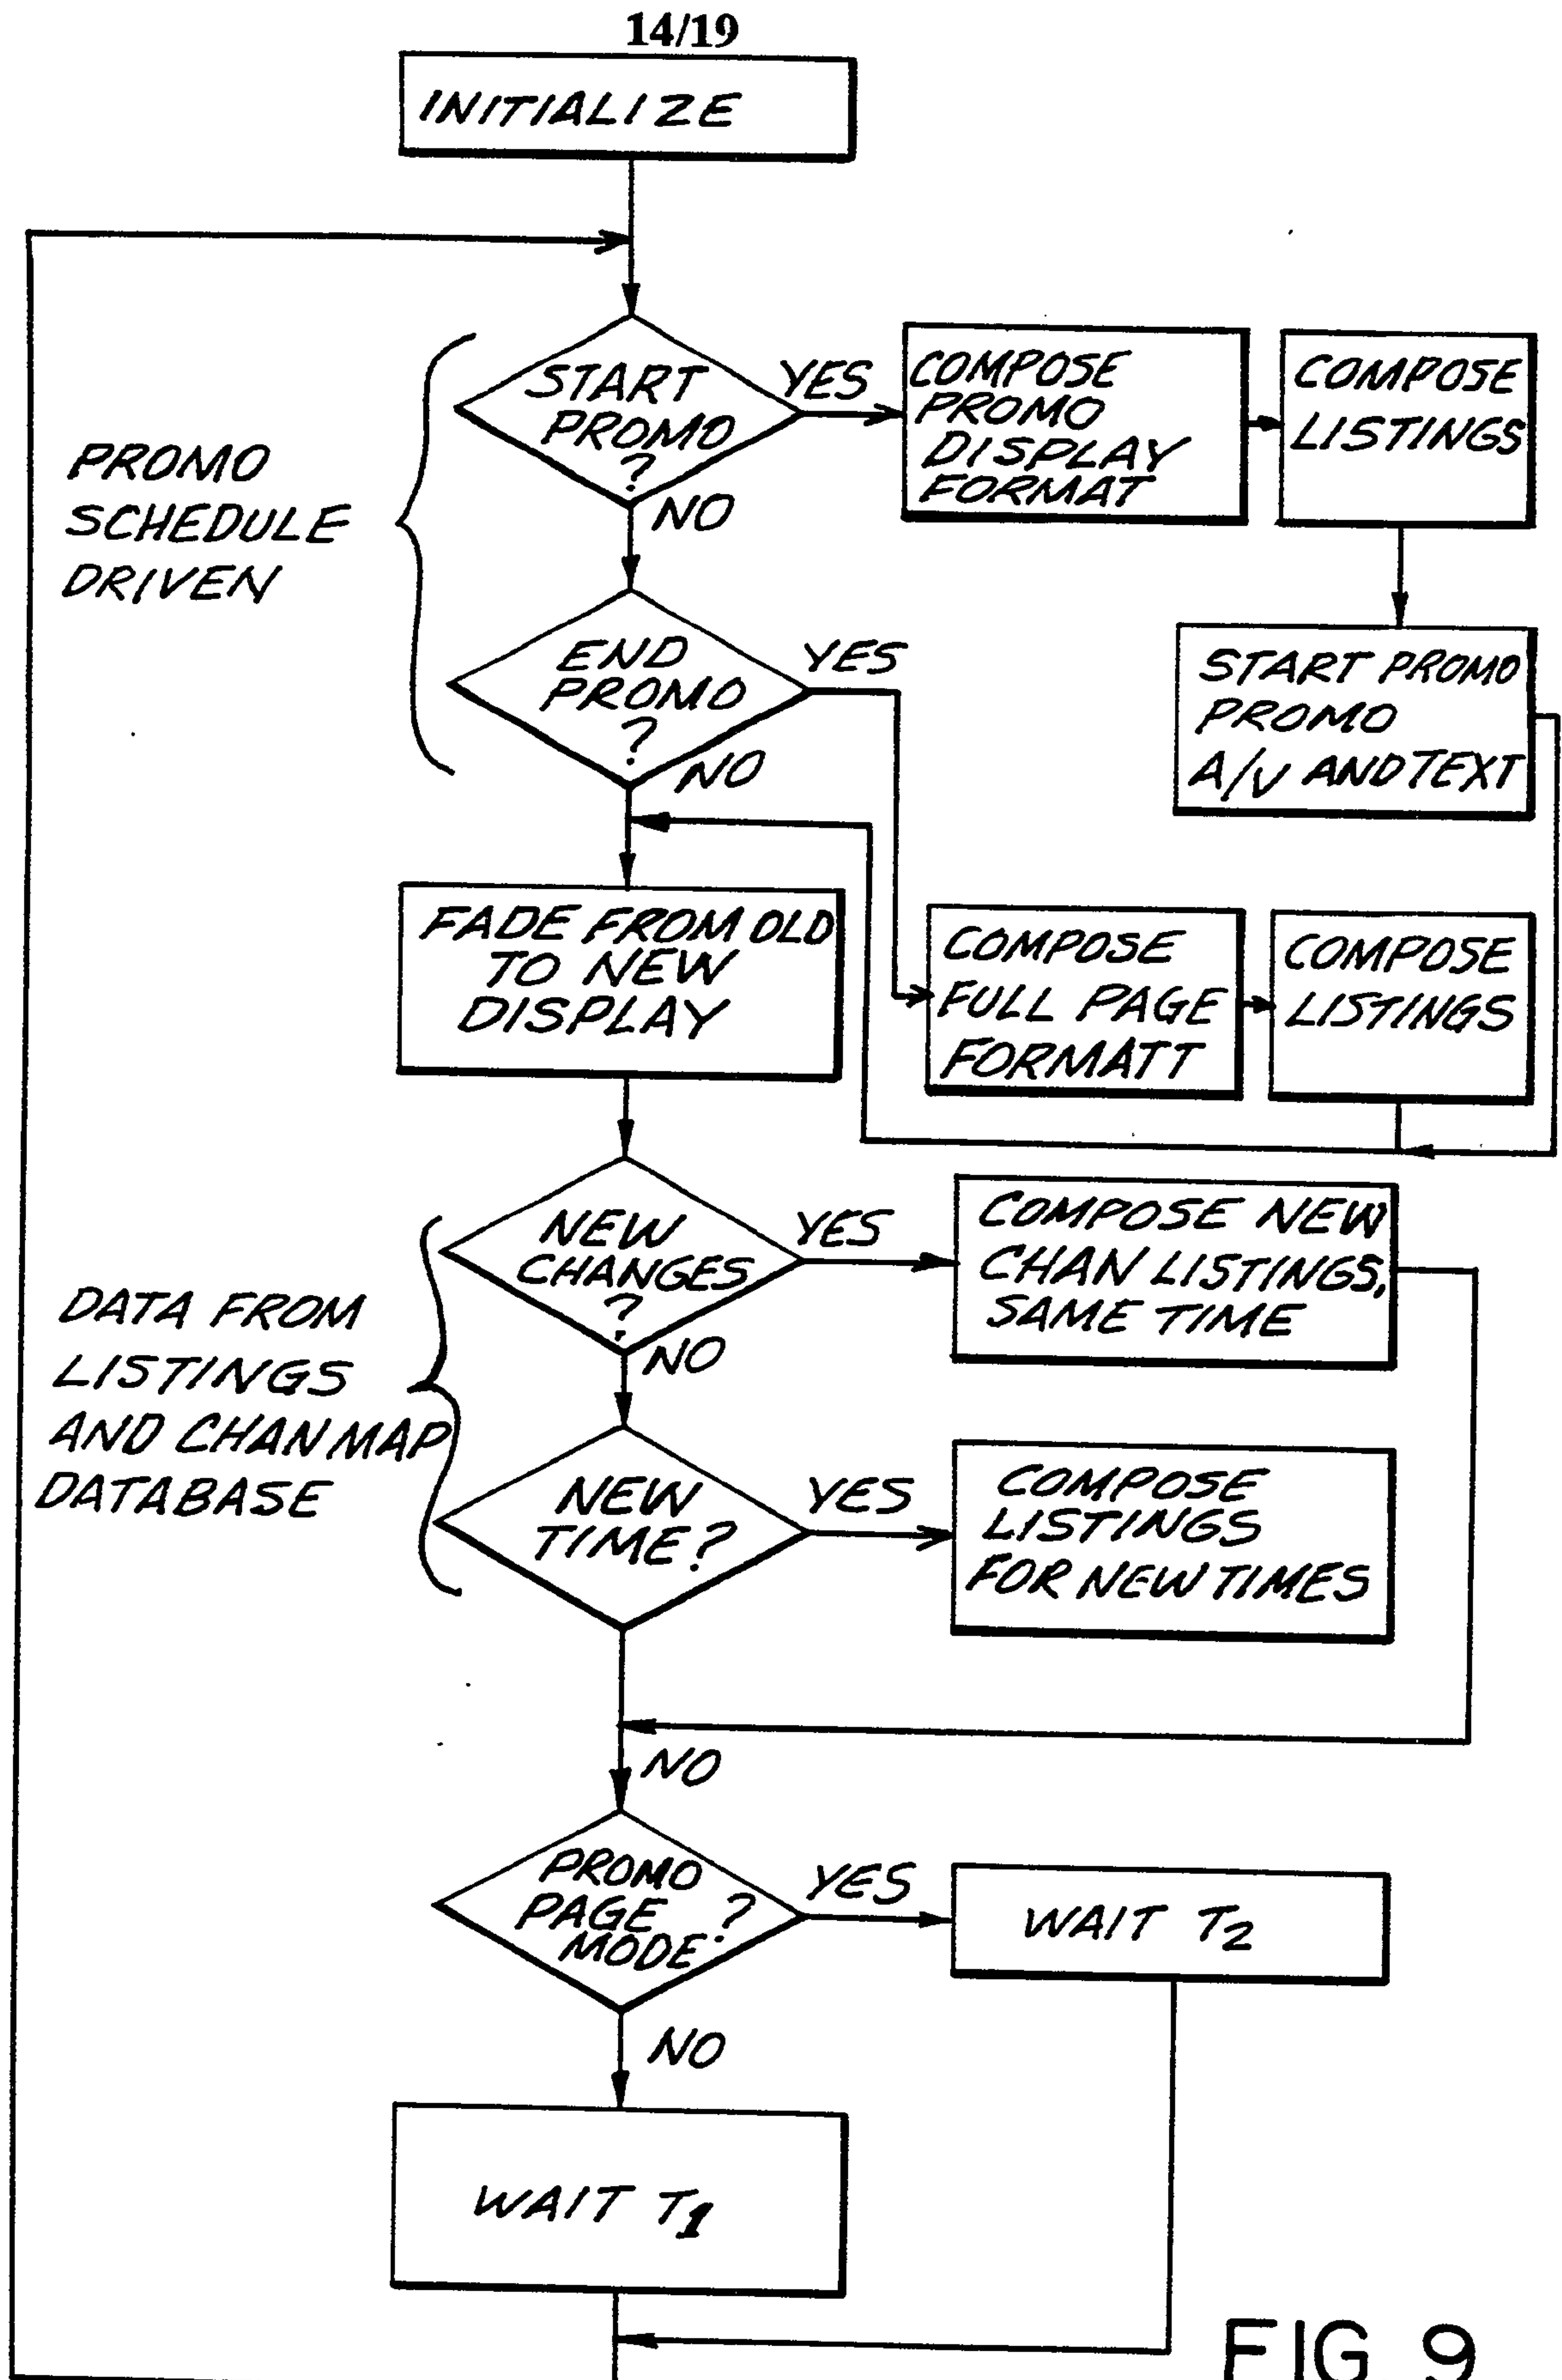 14/19
INITIALIZE
START
PROMO
?
YES
NO
COMPOSE
PROMO
DISPLAY
FORMAT
COMPOSE
LISTINGS
START PROMO
PROMO
A/V AND TEXT
PROMO
SCHEDULE
DRIVEN
END
PROMO
?
YES
NO
FADE FROM OLD
TO NEW
DISPLAY
COMPOSE
FULL PAGE
FORMATT
COMPOSE
LISTINGS
NEW
CHANGES
?
YES
NO
COMPOSE NEW
CHAN LISTINGS,
SAME TIME
DATA FROM
LISTINGS
AND CHAN MAP
DATABASE
NEW
TIME?
YES
COMPOSE
LISTINGS
FOR NEW TIMES
NO
PROMO
PAGE ?
MODE
YES
WAIT T2
NO
WAIT T1
FIG 9